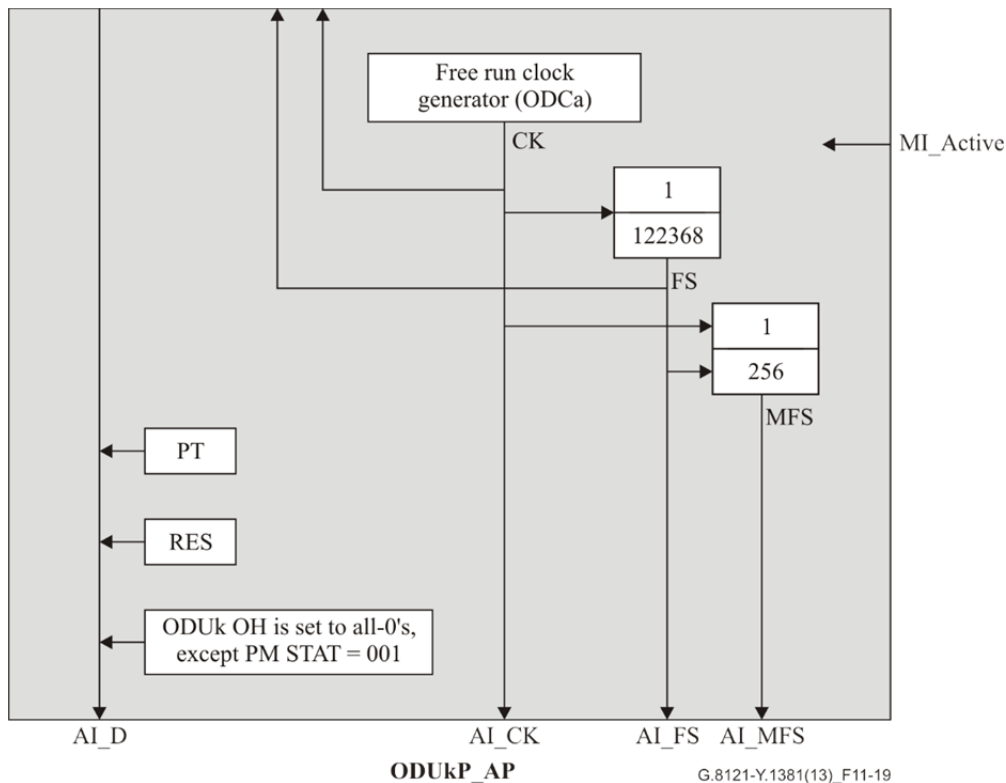 Free run clock
generator (ODCa)
CK
MI_Active
1
122368
FS
1
256
MFS
PT
RES
ODUk OH is set to all-0's,
except PM STAT = 001
AI_D
AI_CK
AI_FS
AI_MFS
ODUkP_AP
G.8121-Y.1381(13)_F11-19